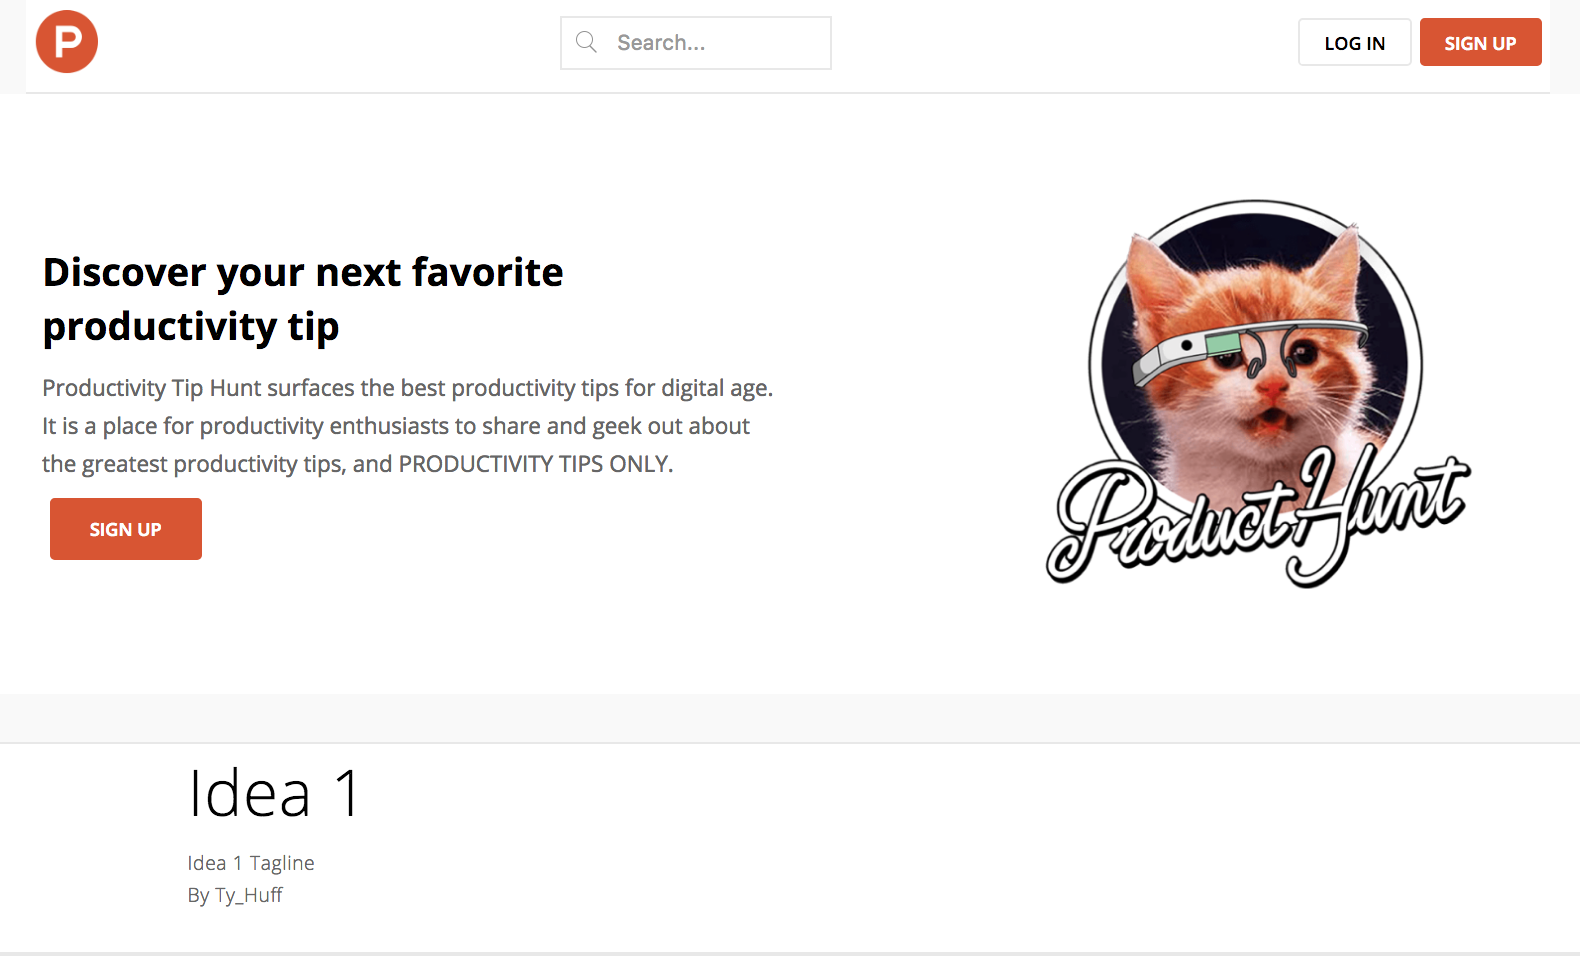 P
Search...
LOG IN
SIGN UP
Discover your next favorite
productivity tip
Productivity Tip Hunt surfaces the best productivity tips for digital age.
It is a place for productivity enthusiasts to share and geek out about
the greatest productivity tips, and PRODUCTIVITY TIPS ONLY.
SIGN UP
Product Hunt
Idea 1
Idea 1 Tagline
By Ty_Huff